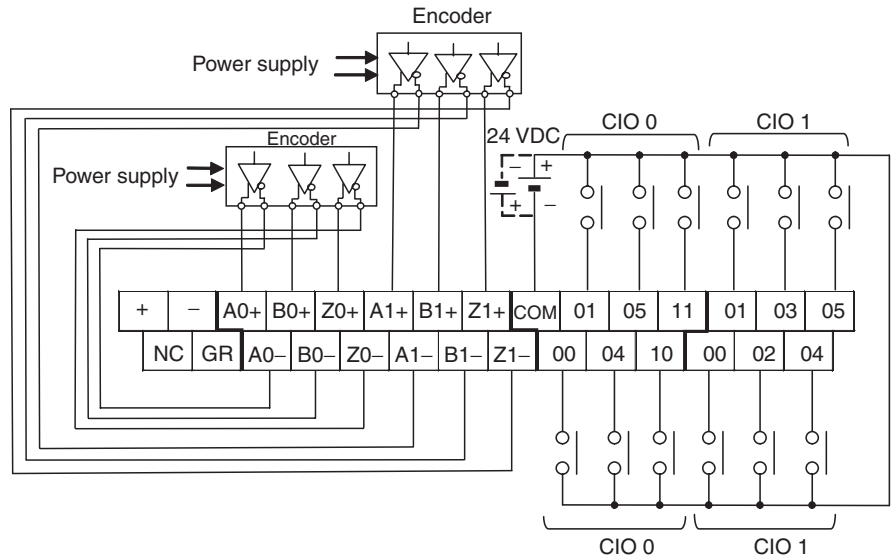 Encoder
Power supply
Encoder
Power supply
24 VDC
CIO 0
CIO 1
– +
+ –
+ – A0+ B0+ Z0+ A1+ B1+ Z1+ COM 01 05 11 01 03 05
NC GR A0– B0– Z0– A1– B1– Z1– 00 04 10 00 02 04
CIO 0
CIO 1